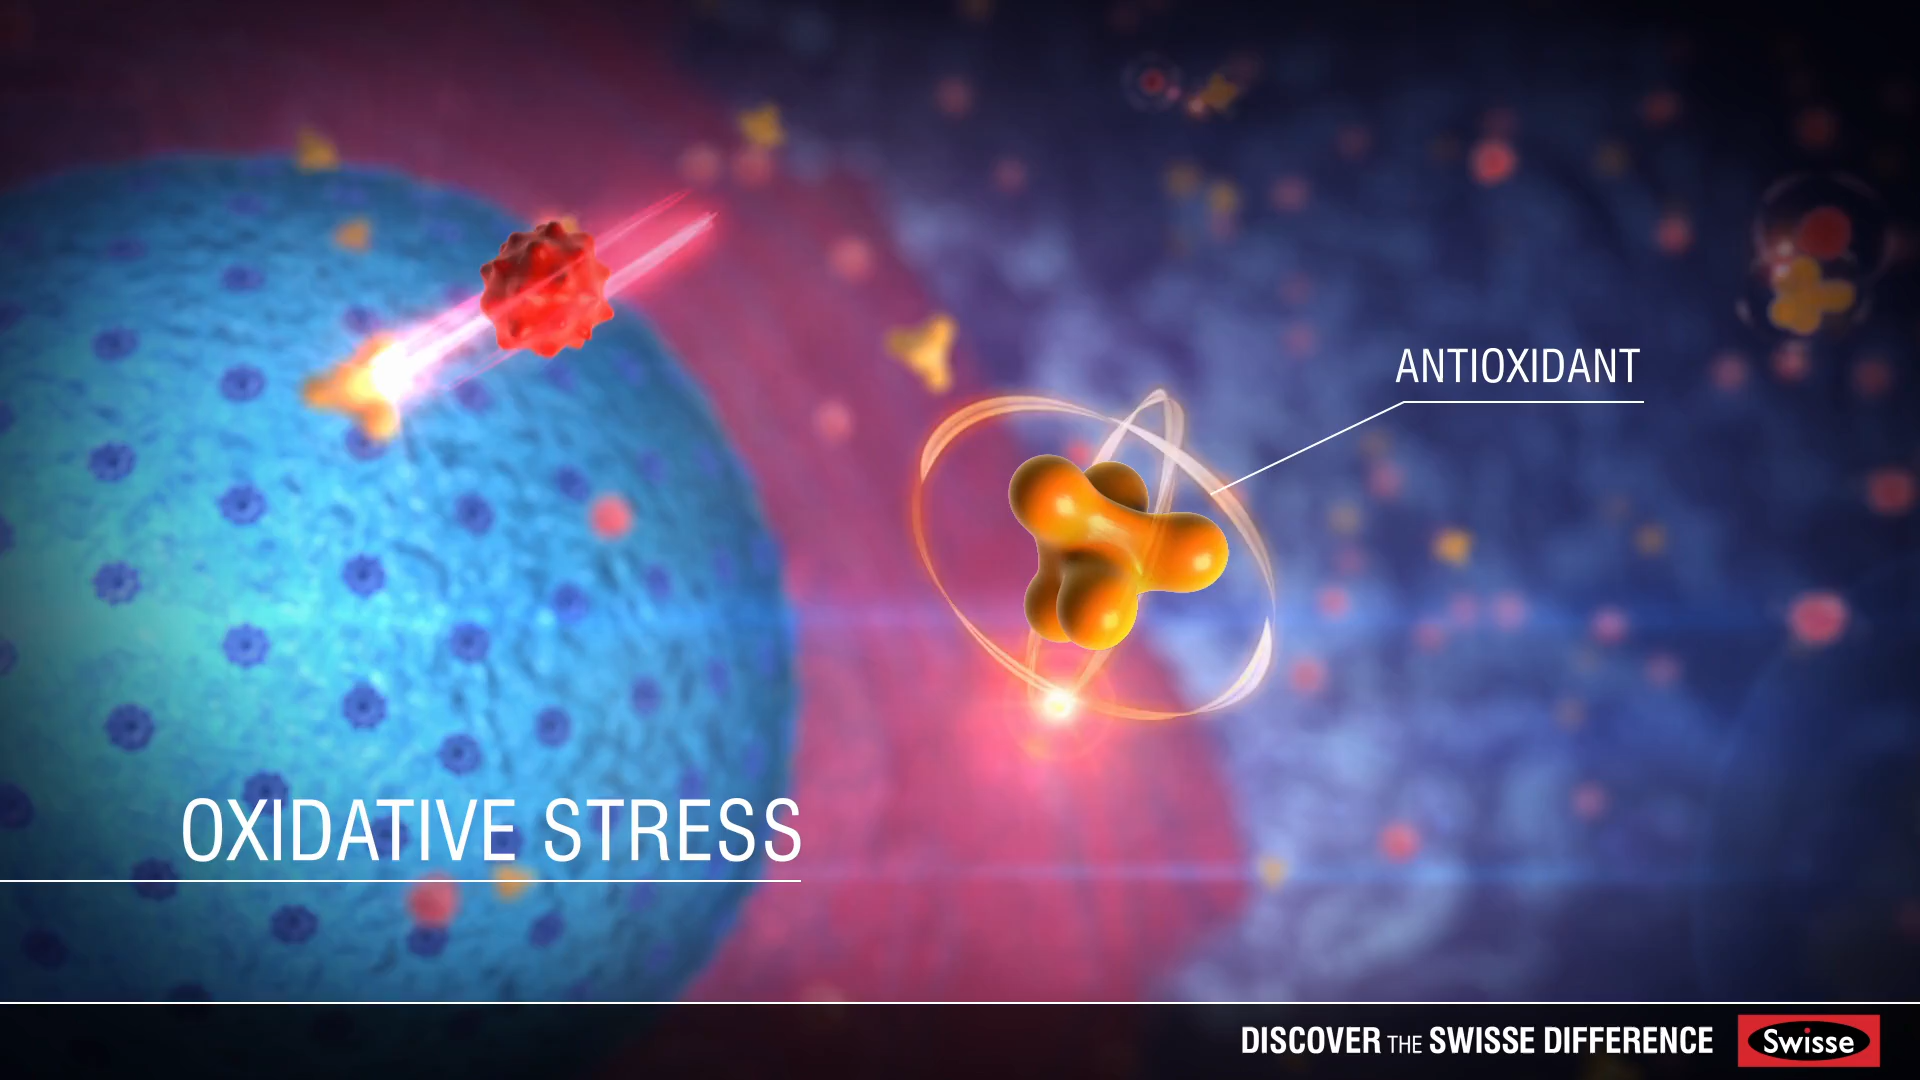 ANTIOXIDANT
OXIDATIVE STRESS
DISCOVER THE SWISSE DIFFERENCE
Swisse